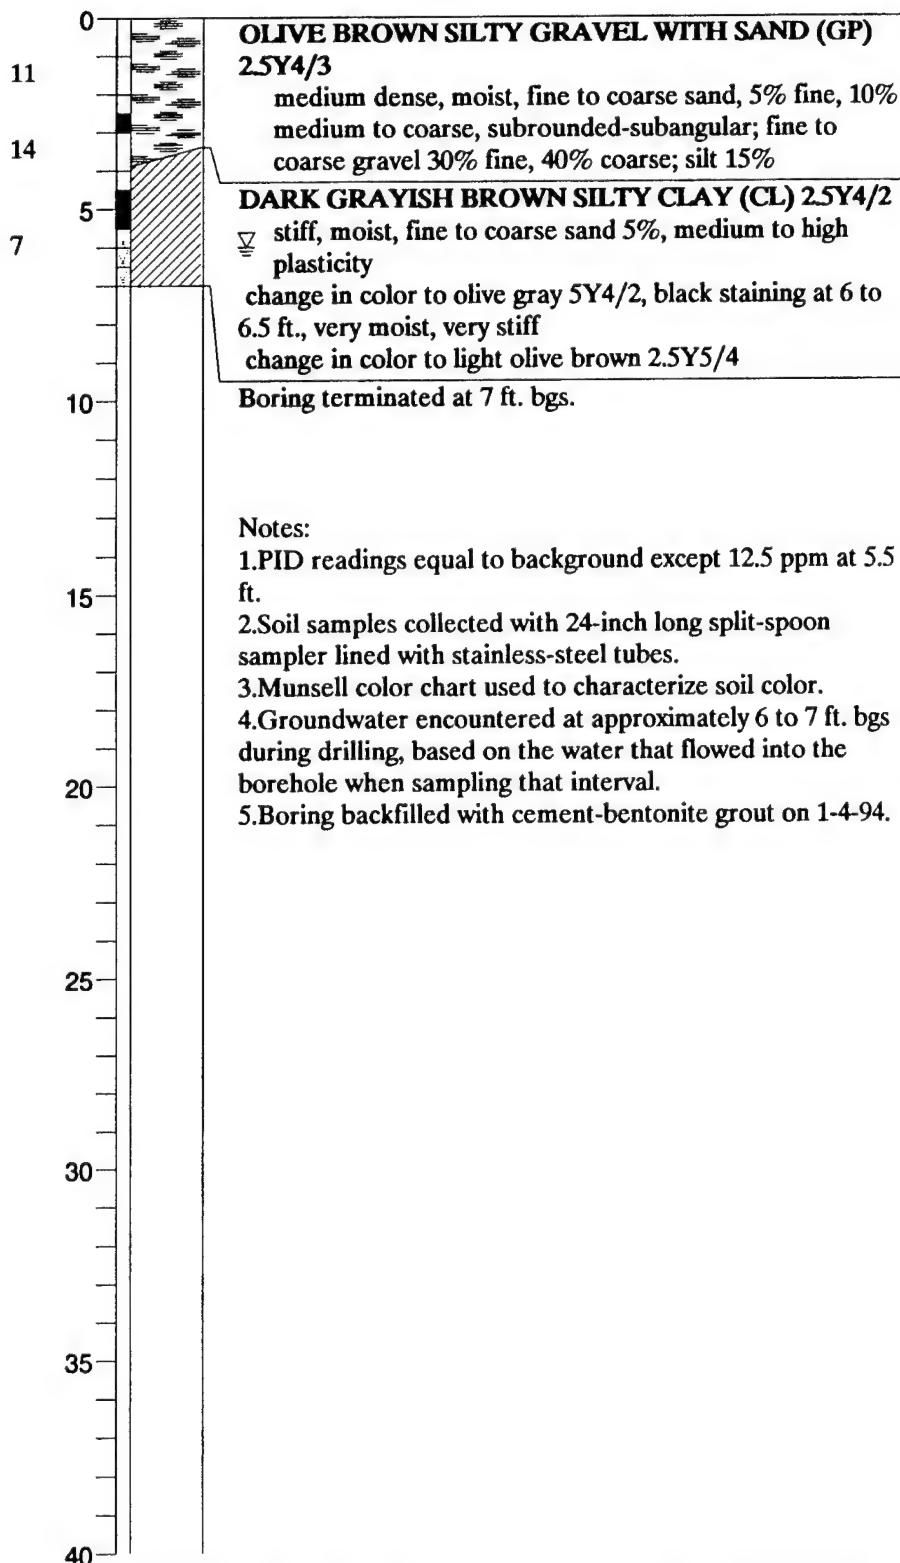 0
OLIVE BROWN SILTY GRAVEL WITH SAND (GP)
2.5Y4/3
11
medium dense, moist, fine to coarse sand, 5% fine, 10%
medium to coarse, subrounded-subangular; fine to
14
coarse gravel 30% fine, 40% coarse; silt 15%
DARK GRAYISH BROWN SILTY CLAY (CL) 2.5Y4/2
5
stiff, moist, fine to coarse sand 5%, medium to high
7
plasticity
change in color to olive gray 5Y4/2, black staining at 6 to
6.5 ft., very moist, very stiff
change in color to light olive brown 2.5Y5/4
10
Boring terminated at 7 ft. bgs.
Notes:
1.PID readings equal to background except 12.5 ppm at 5.5
ft.
15
2.Soil samples collected with 24-inch long split-spoon
sampler lined with stainless-steel tubes.
3.Munsell color chart used to characterize soil color.
4.Groundwater encountered at approximately 6 to 7 ft. bgs
during drilling, based on the water that flowed into the
borehole when sampling that interval.
20
5.Boring backfilled with cement-bentonite grout on 1-4-94.
25
30
35
40